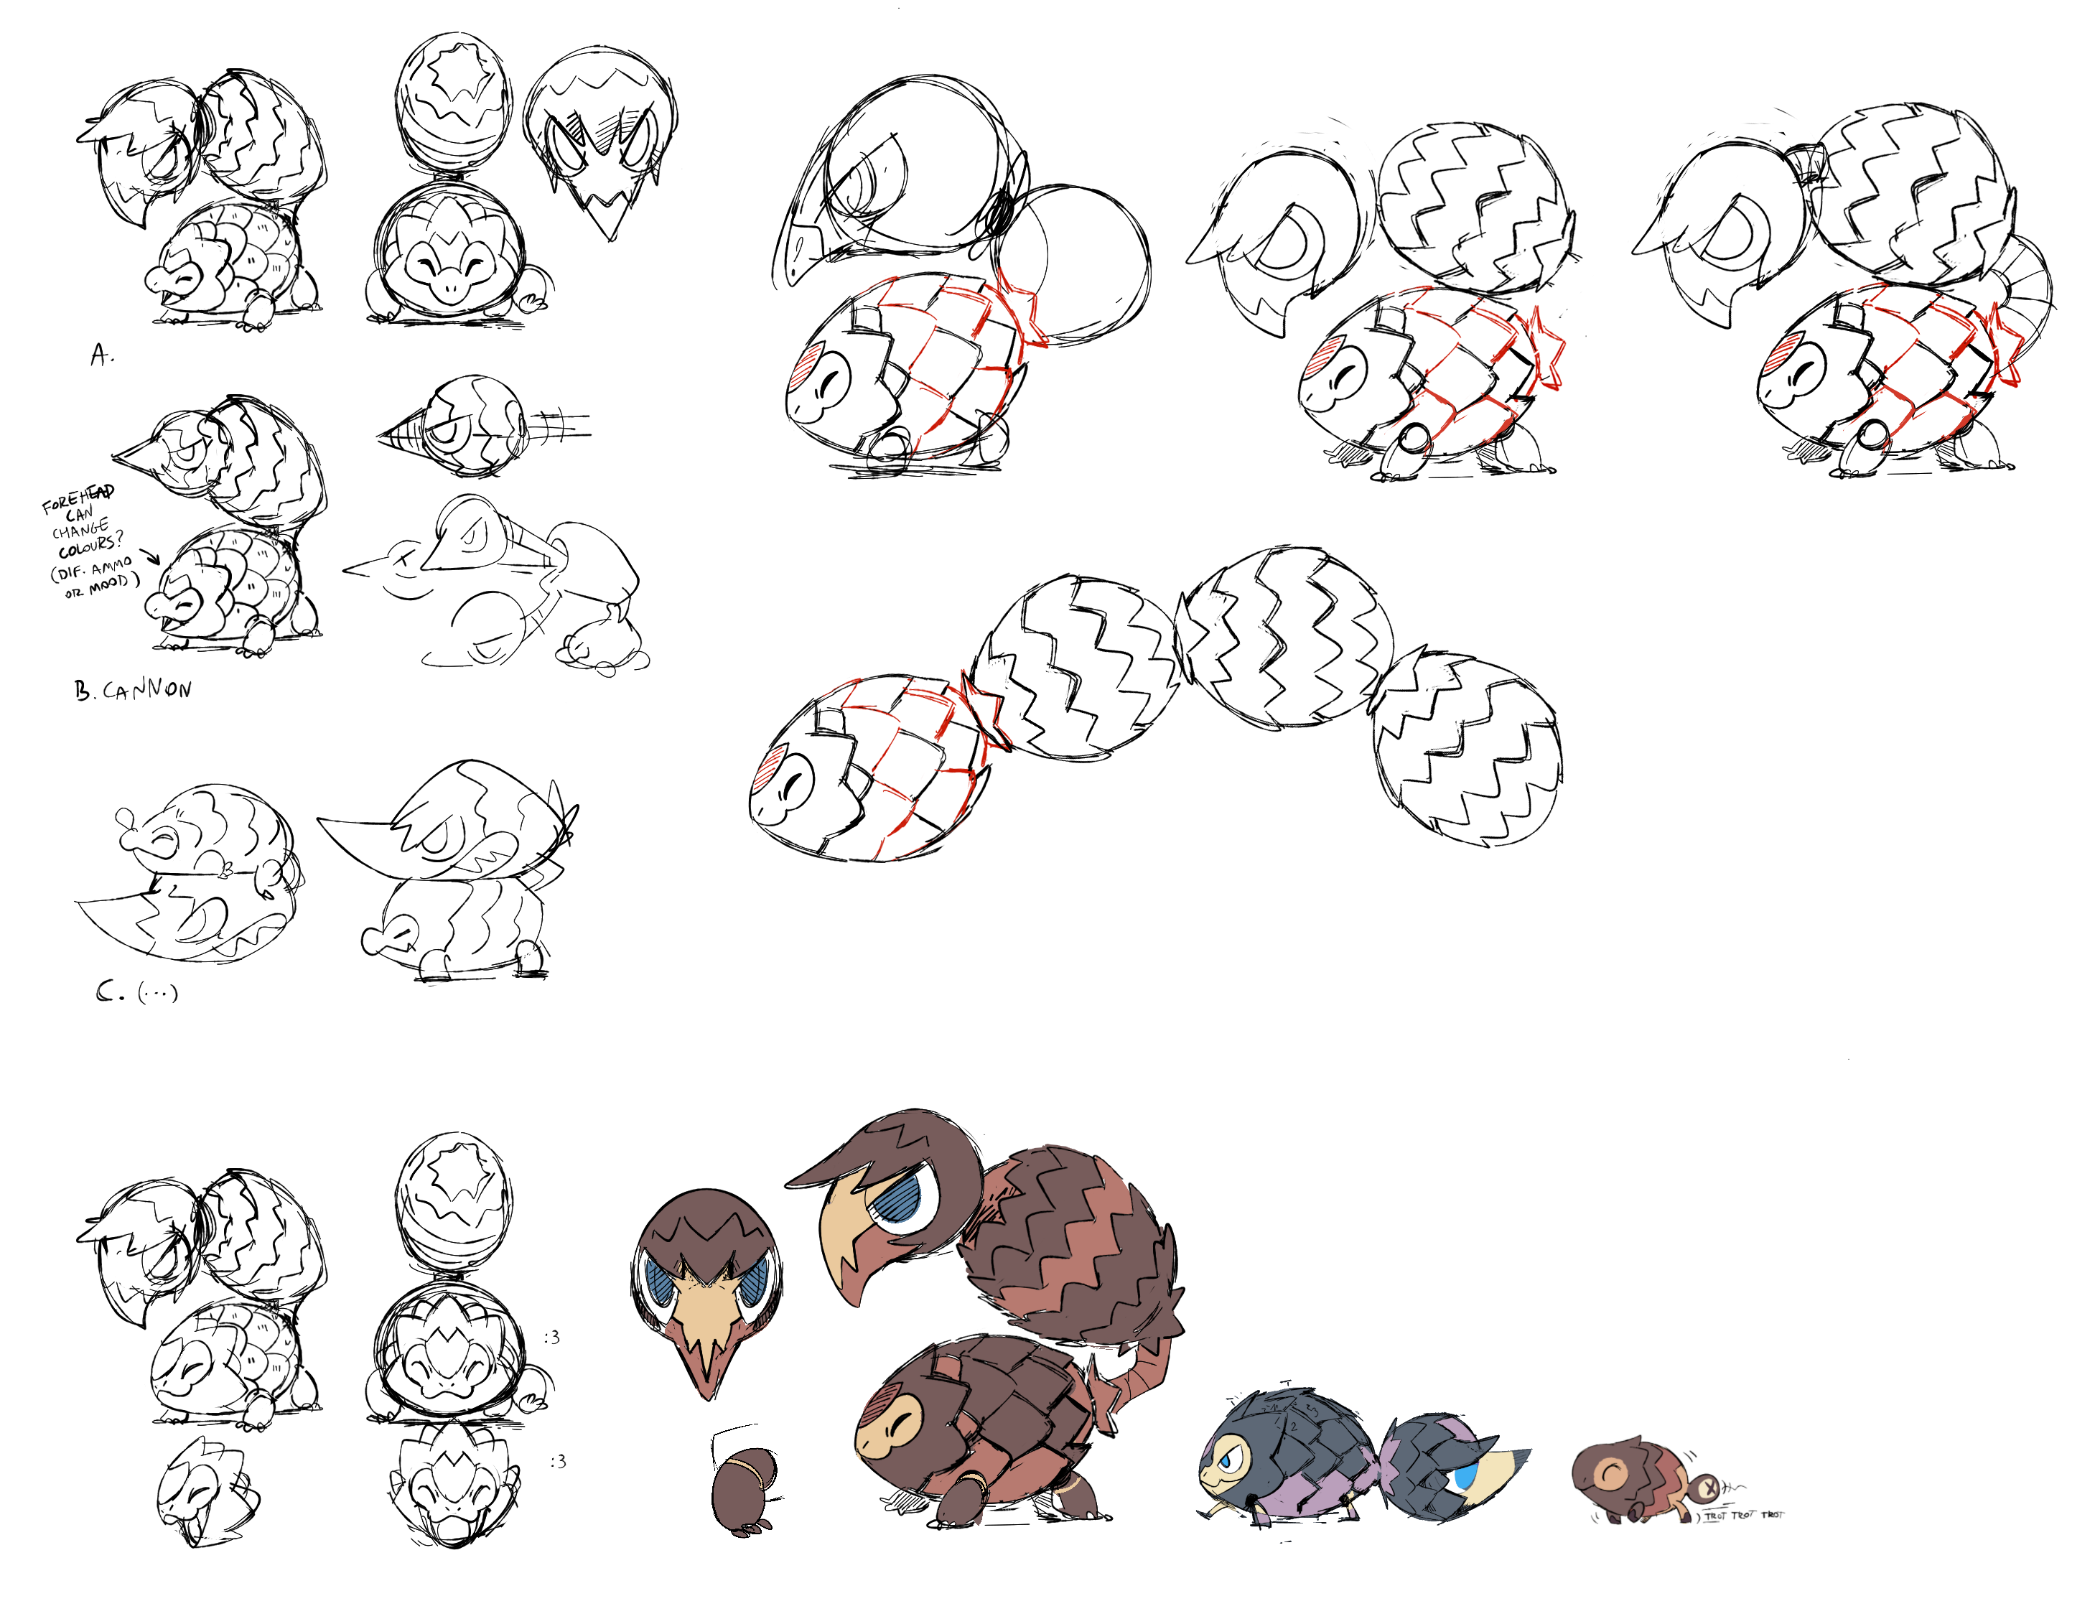 A.
FOREHEAD
CAN
CHANGE
COLOURS?
(DIF. AMMO
OR MOOD)
B. CANNON
C. (...)
:3
:3
TROT TROT TROT